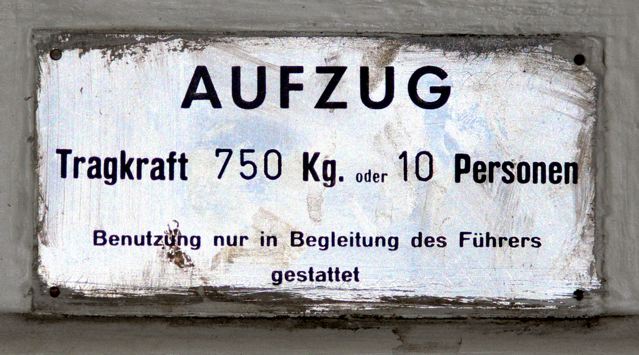 AUFZUG
Tragkraft 750 Kg. oder 10 Personen
Benutzung nur in Begleitung des Führers
gestattet